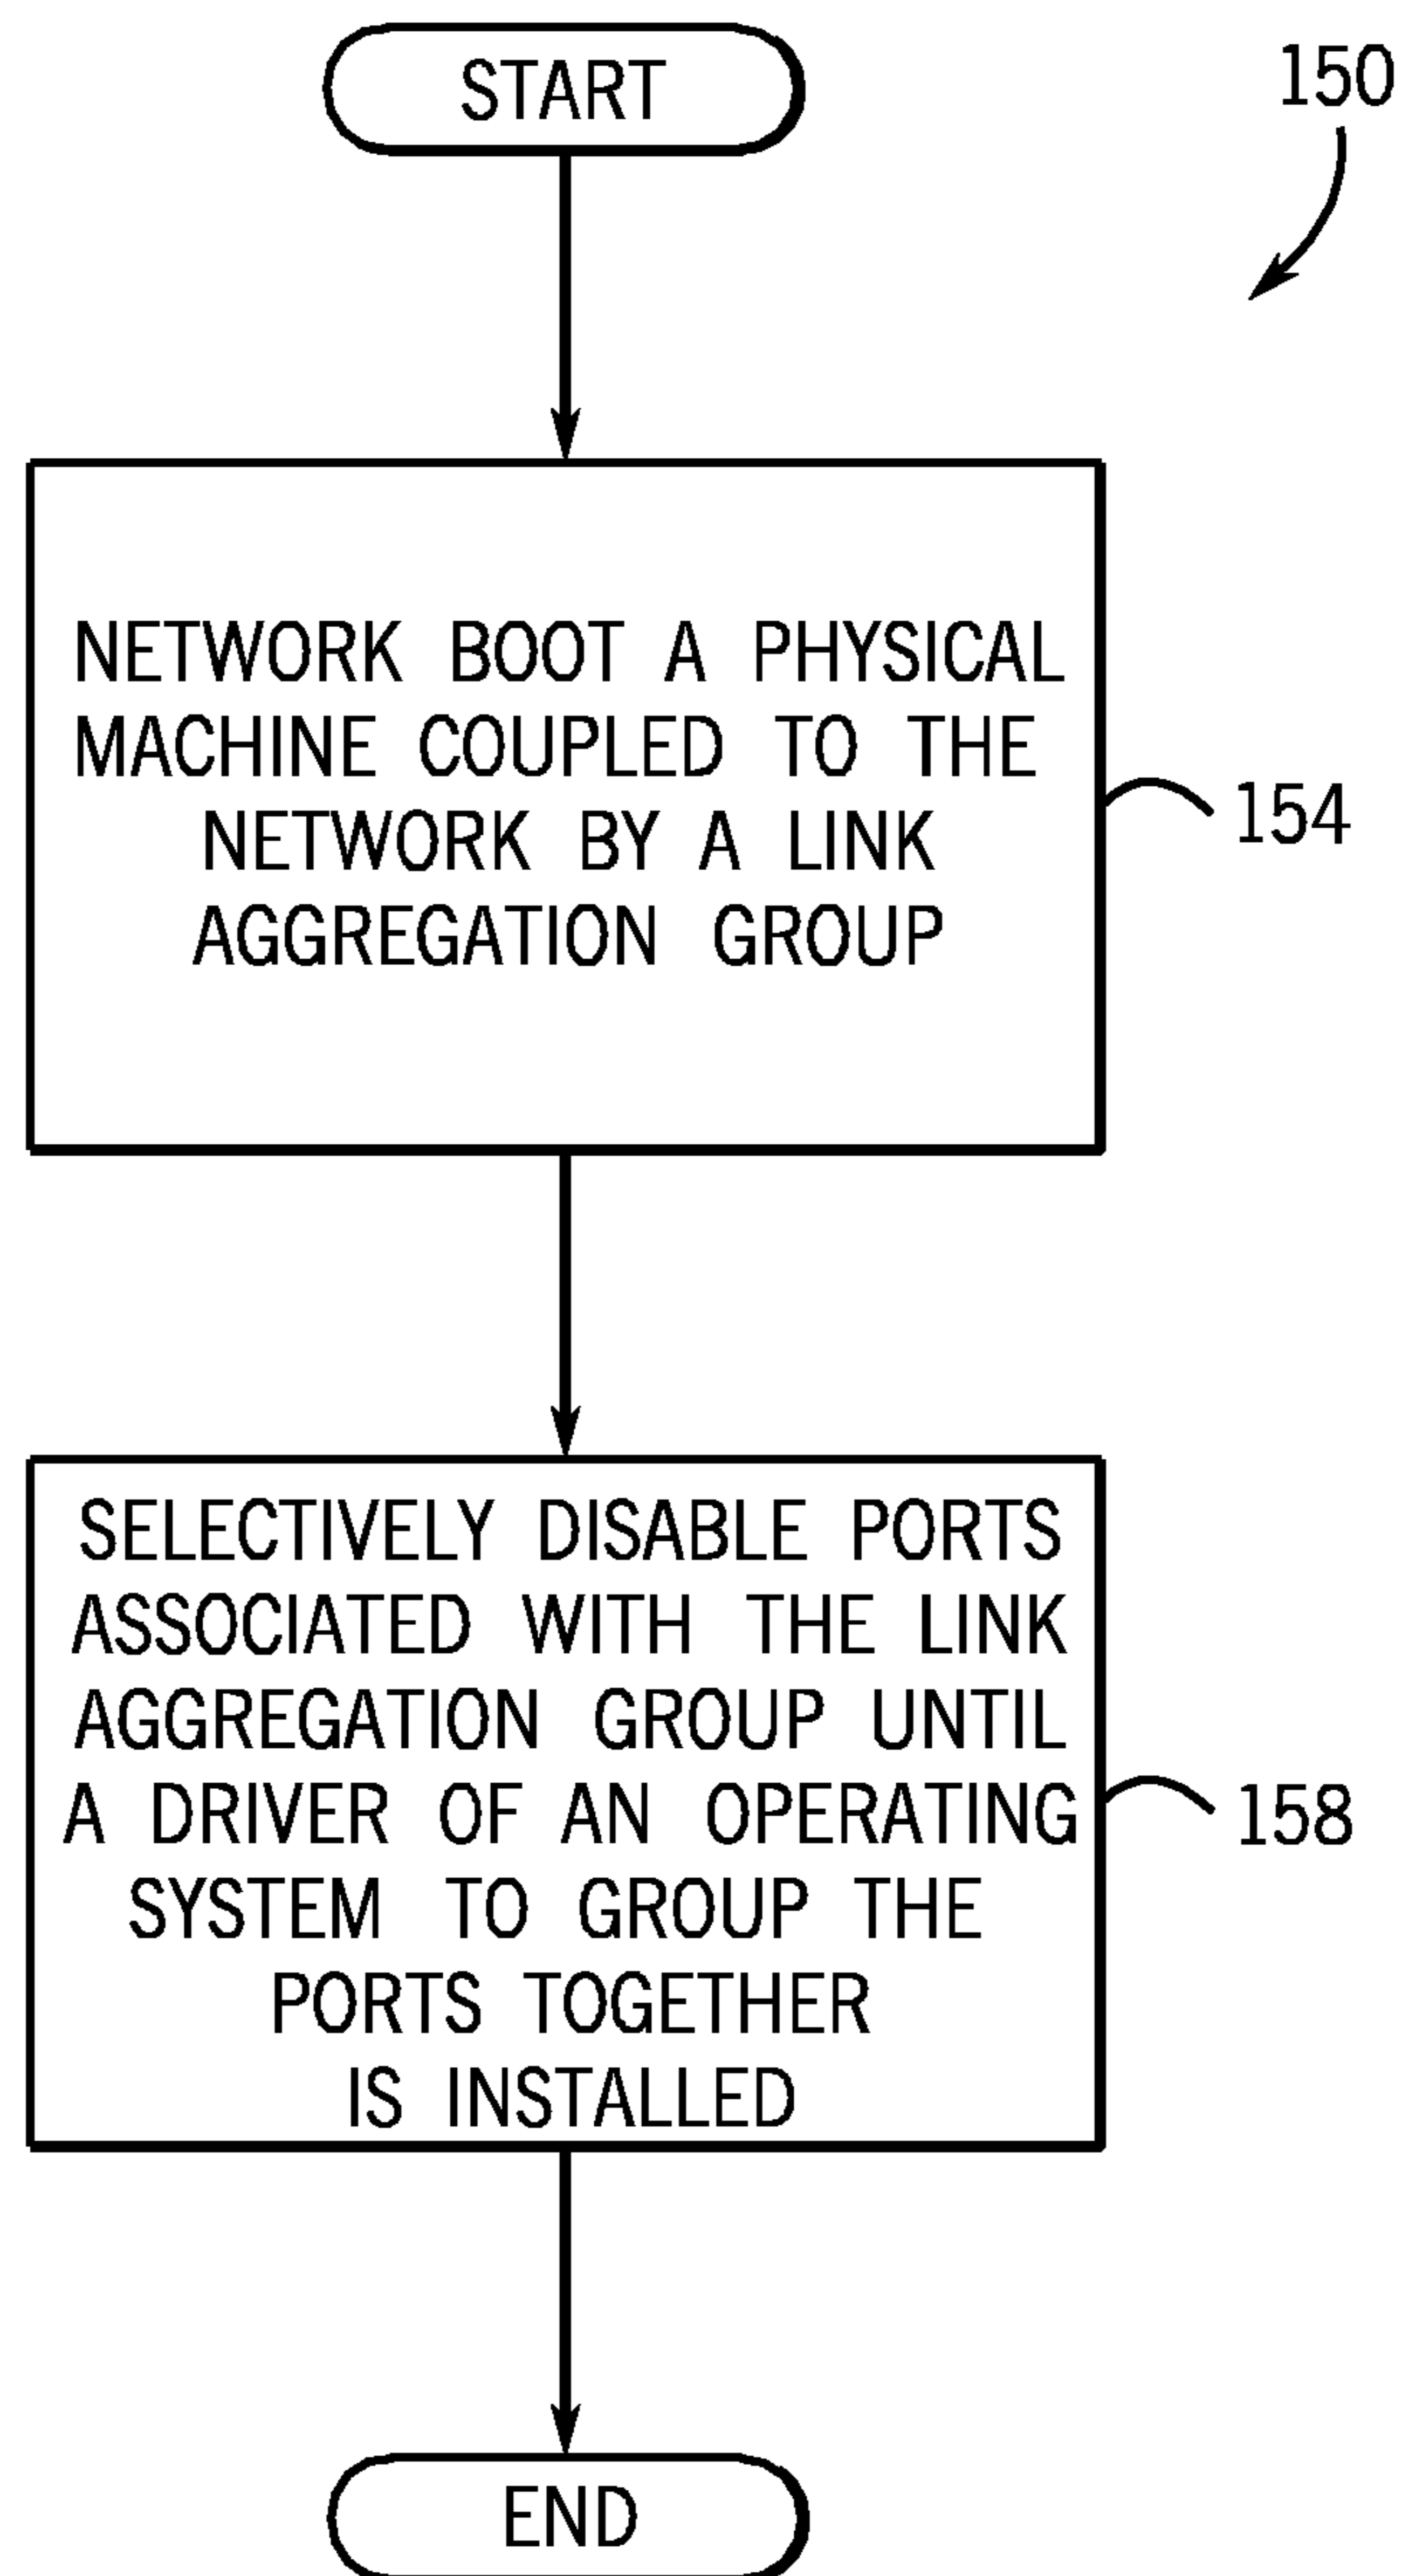 START
150
NETWORK BOOT A PHYSICAL
MACHINE COUPLED TO THE
NETWORK BY A LINK
AGGREGATION GROUP
154
SELECTIVELY DISABLE PORTS
ASSOCIATED WITH THE LINK
AGGREGATION GROUP UNTIL
A DRIVER OF AN OPERATING
SYSTEM TO GROUP THE
PORTS TOGETHER
IS INSTALLED
158
END